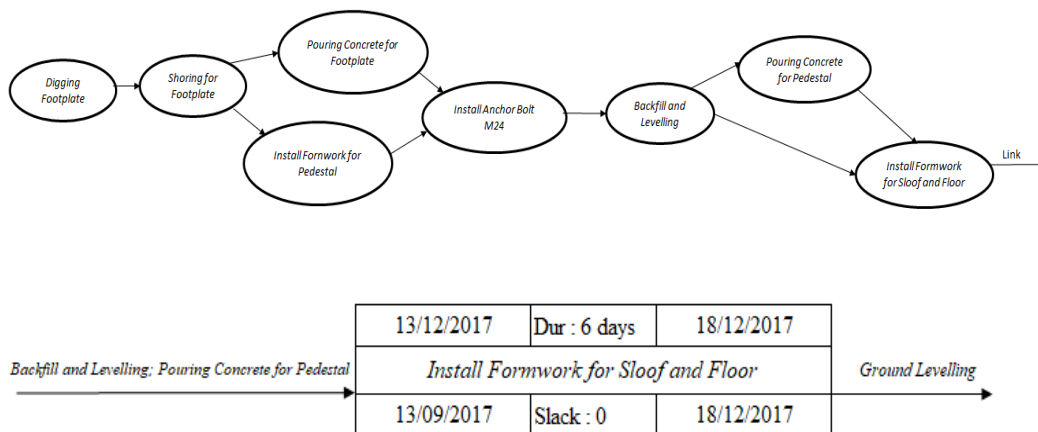 Digging
Footplate
Shoring for
Footplate
Pouring Concrete for
Footplate
Install Fornwork for
Pedestal
Install Anchor Bolt
M24
Backfill and
Levelling
Pouring Concrete
for Pedestal
Install Formwork
for Sloof and Floor
Link
13/12/2017
Dur : 6 days
18/12/2017
Backfill and Levelling; Pouring Concrete for Pedestal
Install Formwork for Sloof and Floor
Ground Levelling
13/09/2017
Slack : 0
18/12/2017